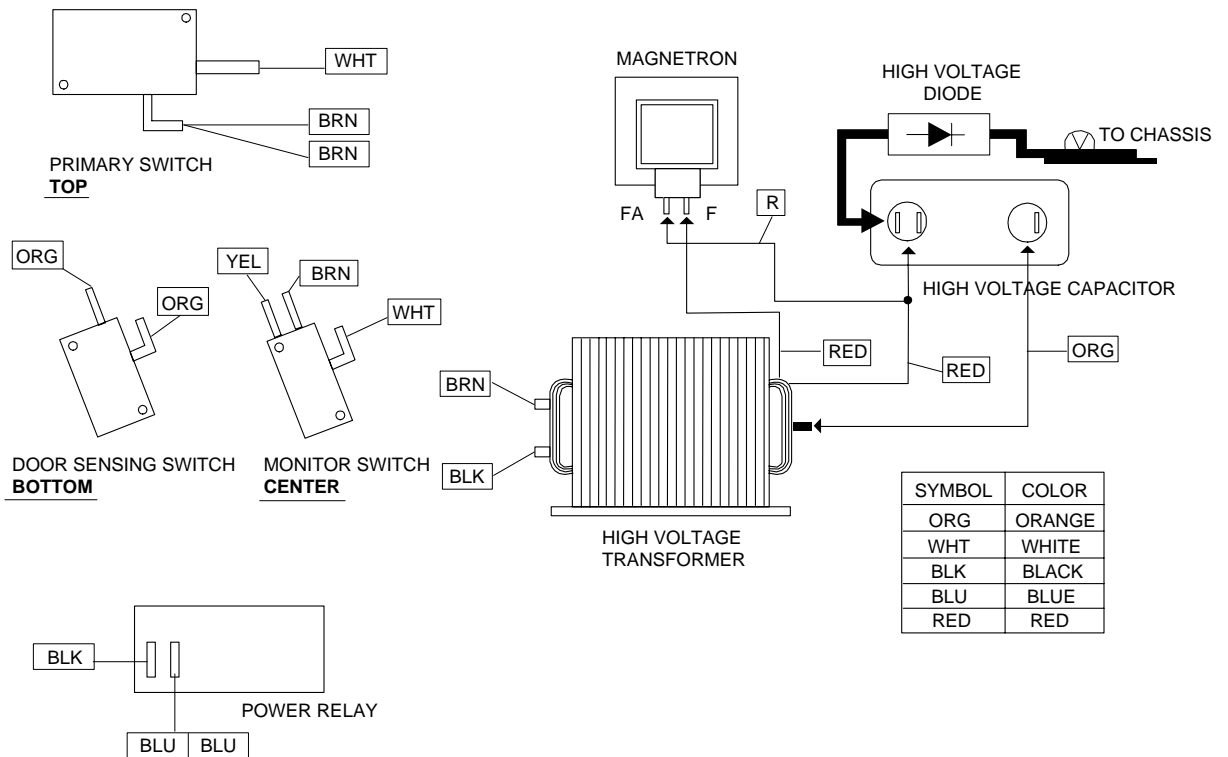 WHT
BRN
BRN
PRIMARY SWITCH
TOP
MAGNETRON
FA
F
R
HIGH VOLTAGE
DIODE
TO CHASSIS
HIGH VOLTAGE CAPACITOR
ORG
ORG
DOOR SENSING SWITCH
BOTTOM
YEL
BRN
WHT
MONITOR SWITCH
CENTER
BRN
BLK
RED
RED
ORG
HIGH VOLTAGE
TRANSFORMER
SYMBOL COLOR
ORG ORANGE
WHT WHITE
BLK BLACK
BLU BLUE
RED RED
BLK
POWER RELAY
BLU BLU